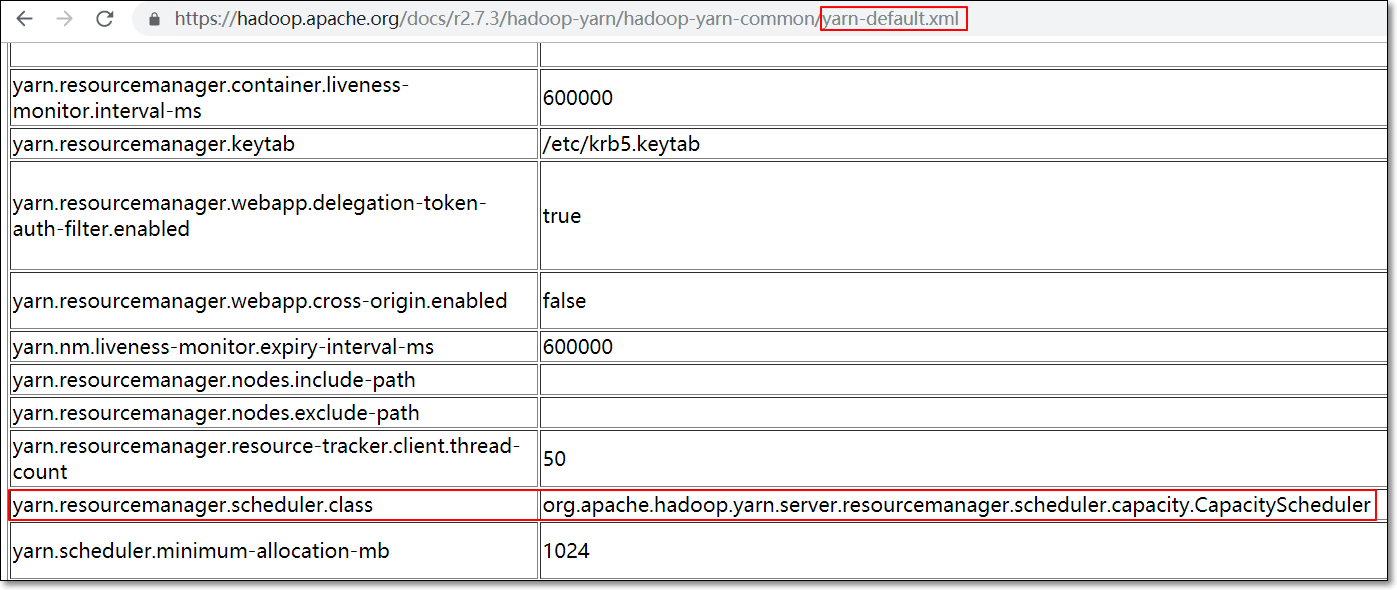 https://hadoop.apache.org/docs/r2.7.3/hadoop-yarn/hadoop-yarn-common/yarn-default.xml
yarn.resourcemanager.container.liveness-
monitor.interval-ms
600000
yarn.resourcemanager.keytab
/etc/krb5.keytab
yarn.resourcemanager.webapp.delegation-token-
auth-filter.enabled
true
yarn.resourcemanager.webapp.cross-origin.enabled
false
yarn.nm.liveness-monitor.expiry-interval-ms
600000
yarn.resourcemanager.nodes.include-path
yarn.resourcemanager.nodes.exclude-path
yarn.resourcemanager.resource-tracker.client.thread-
count
50
yarn.resourcemanager.scheduler.class
org.apache.hadoop.yarn.server.resourcemanager.scheduler.capacity.CapacityScheduler
yarn.scheduler.minimum-allocation-mb
1024